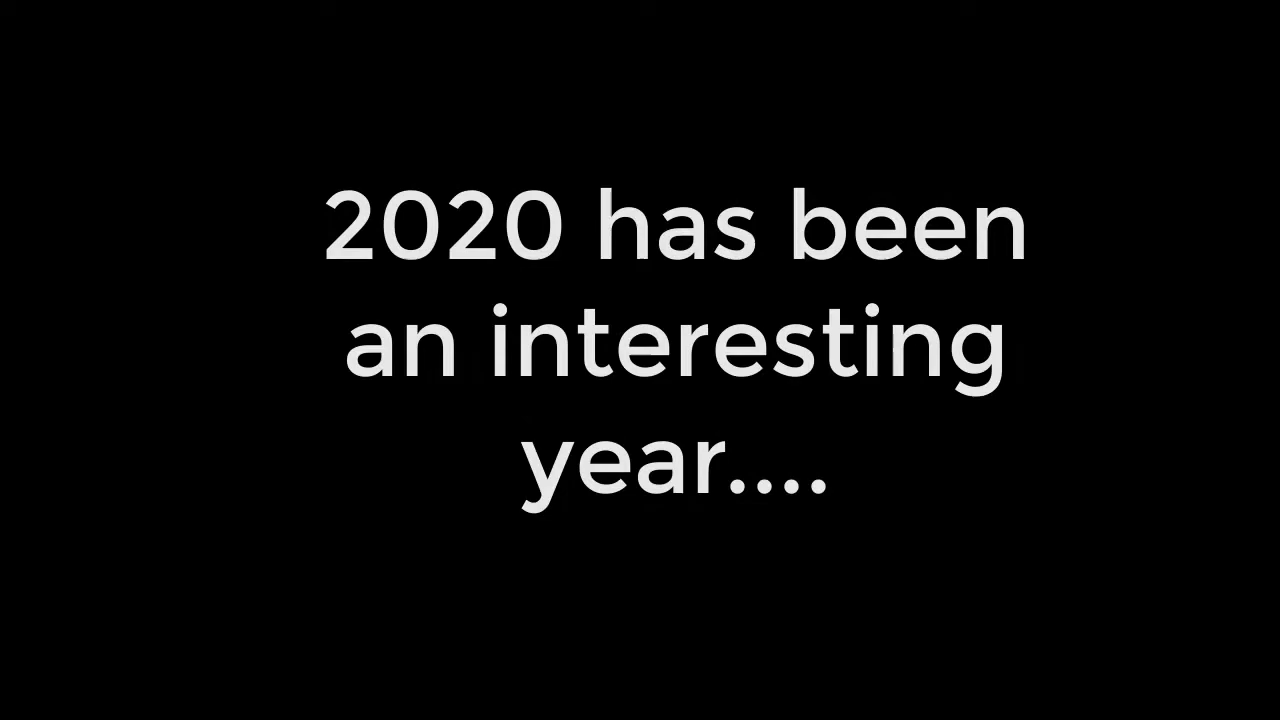 2020 has been
an interesting
year....